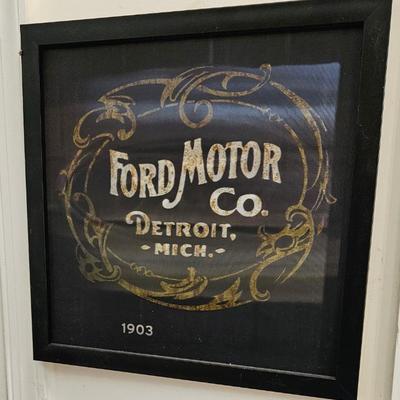 FORD MOTOR
CO.
DETROIT,
-MICH.-
1903